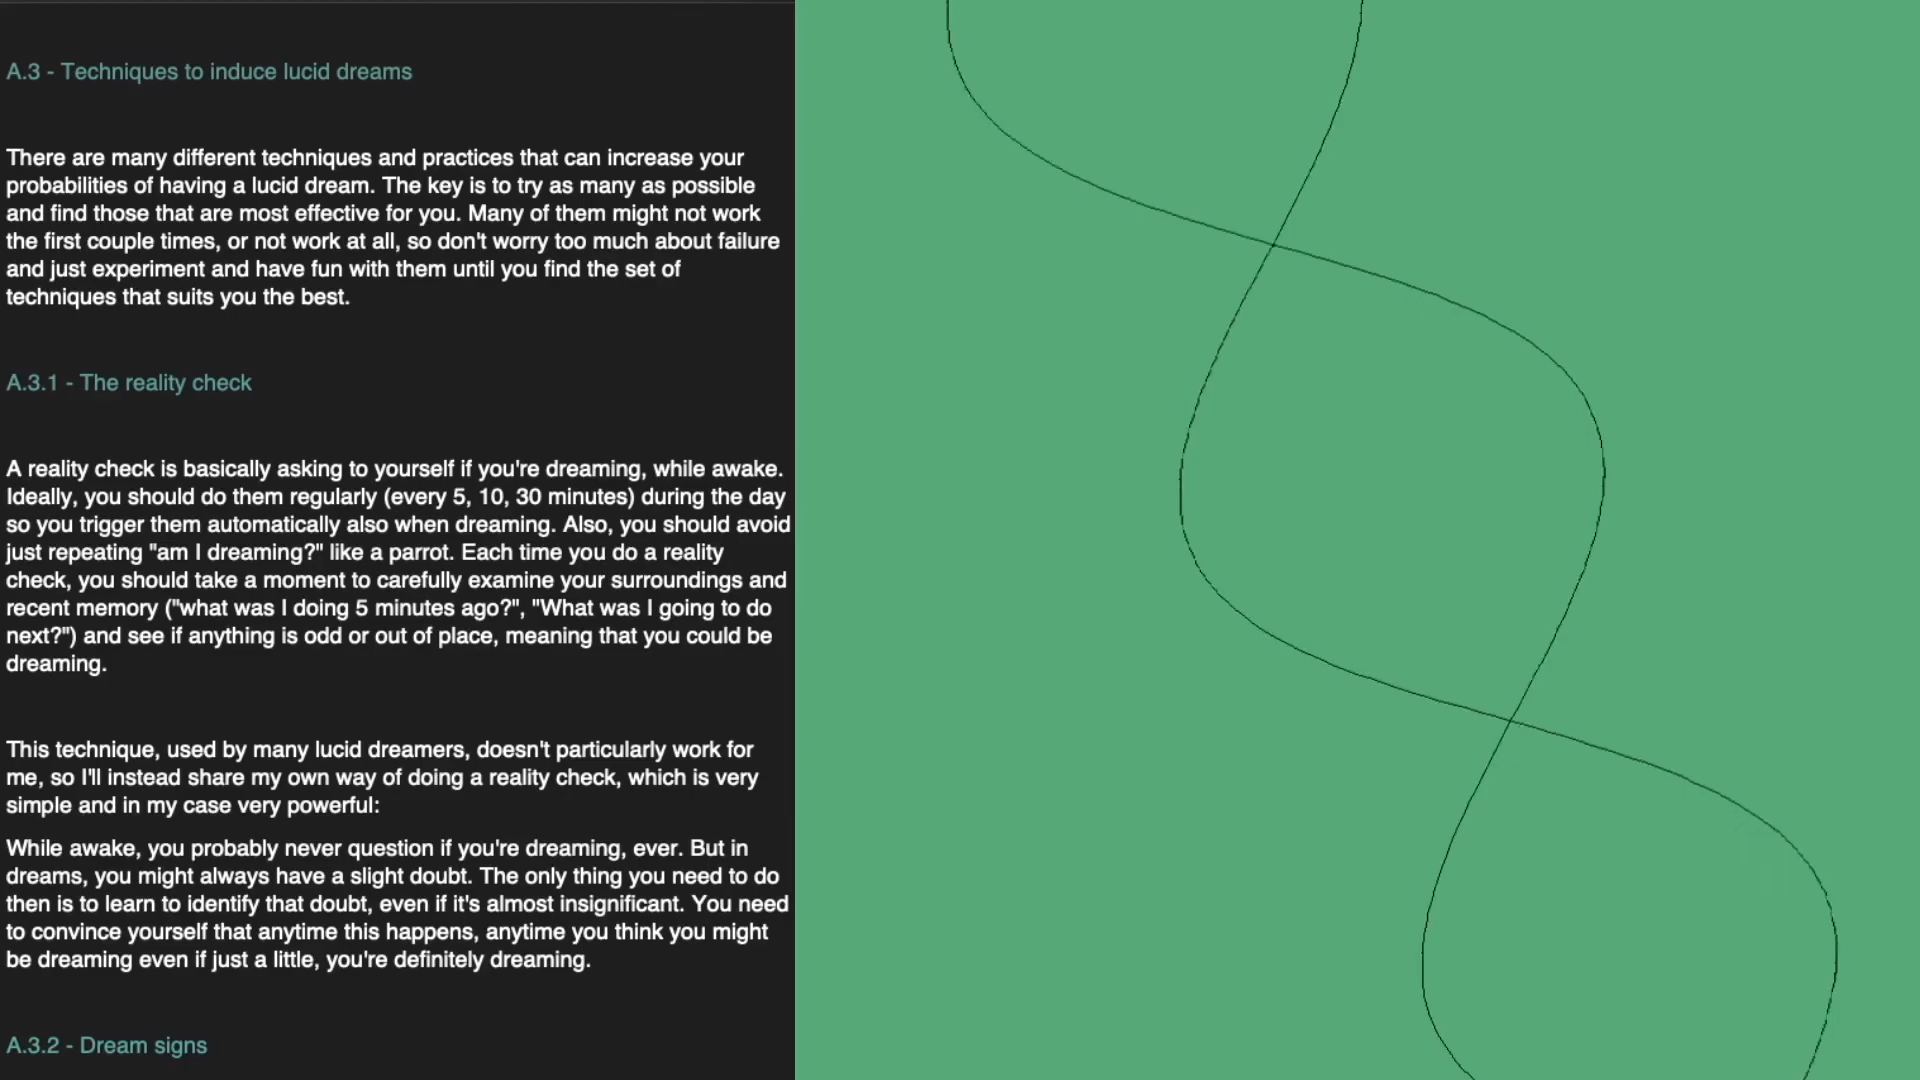 A.3 - Techniques to induce lucid dreams
There are many different techniques and practices that can increase your
probabilities of having a lucid dream. The key is to try as many as possible
and find those that are most effective for you. Many of them might not work
the first couple times, or not work at all, so don't worry too much about failure
and just experiment and have fun with them until you find the set of
techniques that suits you the best.
A.3.1 - The reality check
A reality check is basically asking to yourself if you're dreaming, while awake.
Ideally, you should do them regularly (every 5, 10, 30 minutes) during the day
so you trigger them automatically also when dreaming. Also, you should avoid
just repeating "am I dreaming?" like a parrot. Each time you do a reality
check, you should take a moment to carefully examine your surroundings and
recent memory ("what was I doing 5 minutes ago?", "What was I going to do
next?") and see if anything is odd or out of place, meaning that you could be
dreaming.
This technique, used by many lucid dreamers, doesn't particularly work for
me, so I'll instead share my own way of doing a reality check, which is very
simple and in my case very powerful:
While awake, you probably never question if you're dreaming, ever. But in
dreams, you might always have a slight doubt. The only thing you need to do
then is to learn to identify that doubt, even if it's almost insignificant. You need
to convince yourself that anytime this happens, anytime you think you might
be dreaming even if just a little, you're definitely dreaming.
A.3.2 - Dream signs